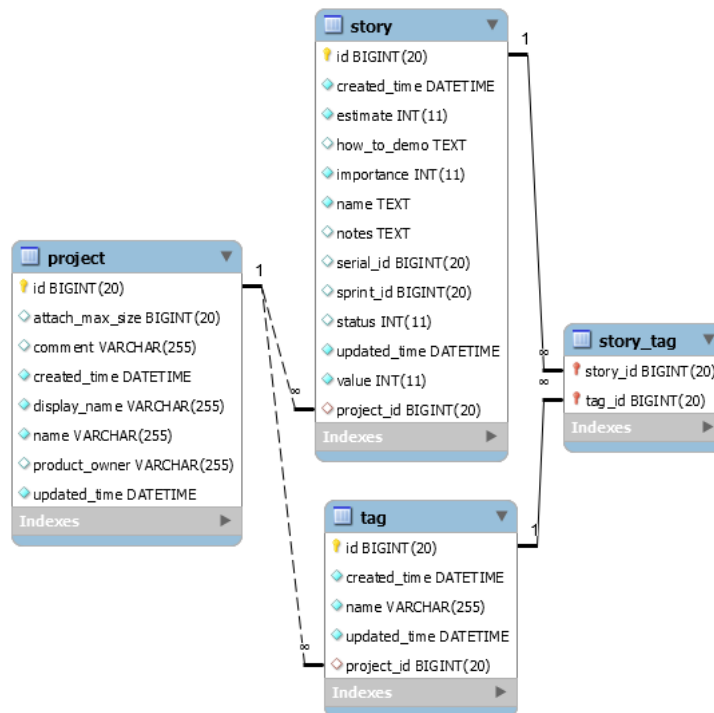 story
id BIGINT(20)
created_time DATETIME
estimate INT(11)
how_to_demo TEXT
importance INT(11)
name TEXT
notes TEXT
serial_id BIGINT(20)
sprint_id BIGINT(20)
status INT(11)
updated_time DATETIME
value INT(11)
project_id BIGINT(20)
Indexes
1
project
id BIGINT(20)
attach_max_size BIGINT(20)
comment VARCHAR(255)
created_time DATETIME
display_name VARCHAR(255)
name VARCHAR(255)
product_owner VARCHAR(255)
updated_time DATETIME
Indexes
1
∞
∞
story_tag
story_id BIGINT(20)
tag_id BIGINT(20)
Indexes
∞
∞
tag
id BIGINT(20)
created_time DATETIME
name VARCHAR(255)
updated_time DATETIME
project_id BIGINT(20)
Indexes
1